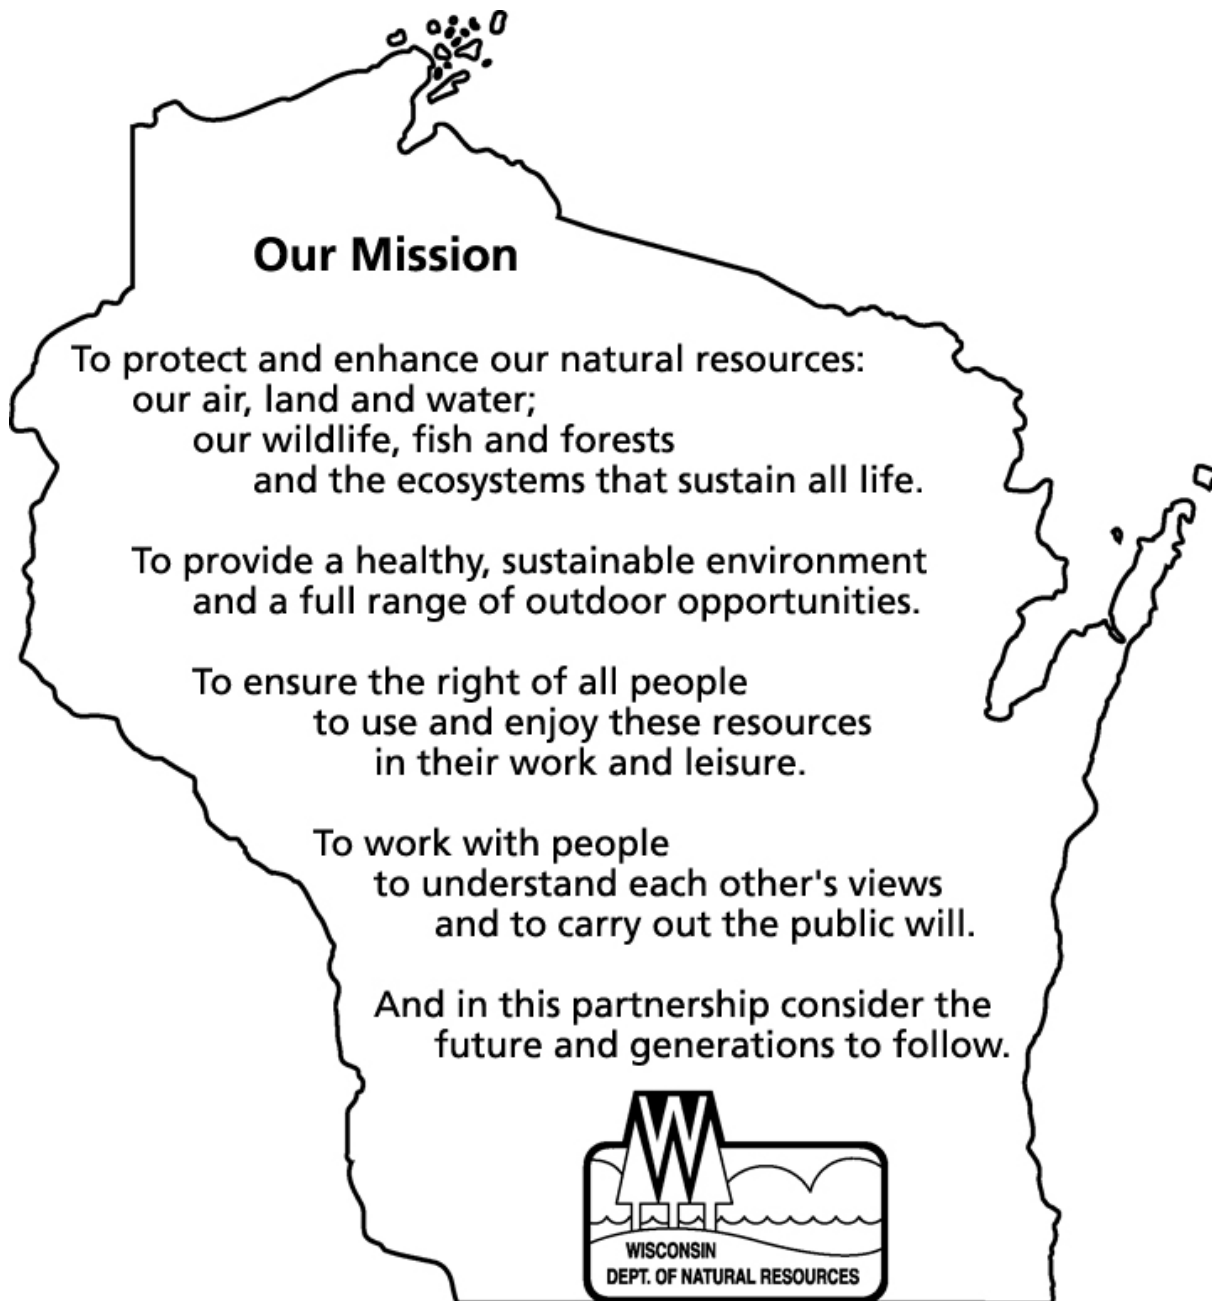 Our Mission
To protect and enhance our natural resources:
our air, land and water;
our wildlife, fish and forests
and the ecosystems that sustain all life.
To provide a healthy, sustainable environment
and a full range of outdoor opportunities.
To ensure the right of all people
to use and enjoy these resources
in their work and leisure.
To work with people
to understand each other's views
and to carry out the public will.
And in this partnership consider the
future and generations to follow.
W
WISCONSIN
DEPT. OF NATURAL RESOURCES